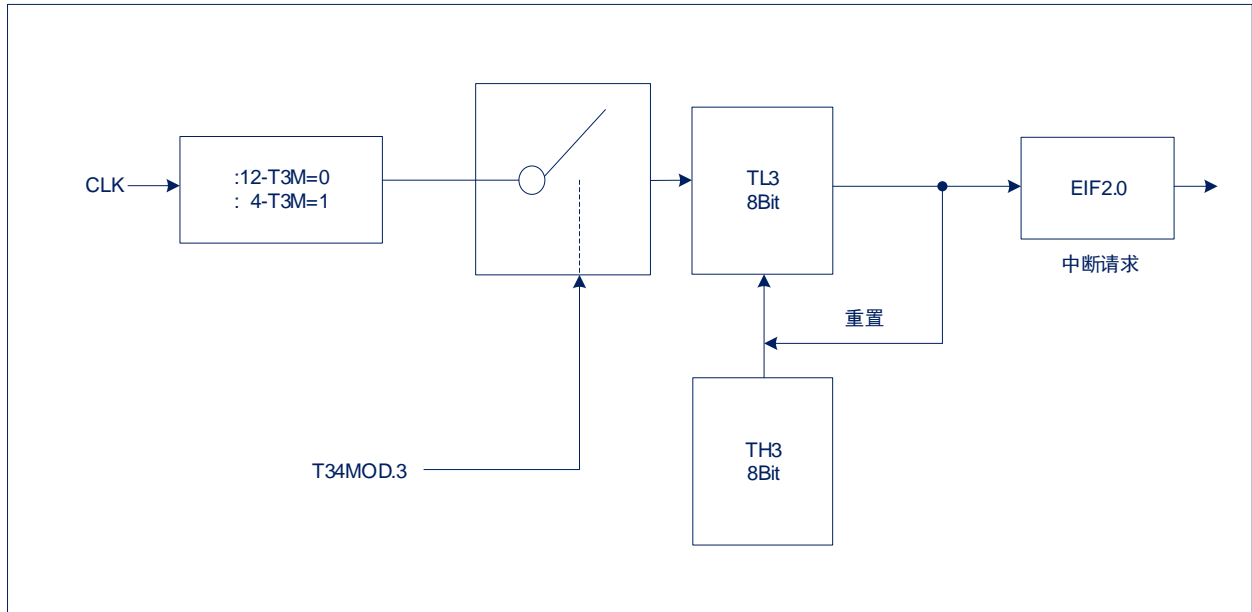 CLK
:12-T3M=0
: 4-T3M=1
TL3
8Bit
EIF2.0
中断请求
重置
TH3
8Bit
T34MOD.3